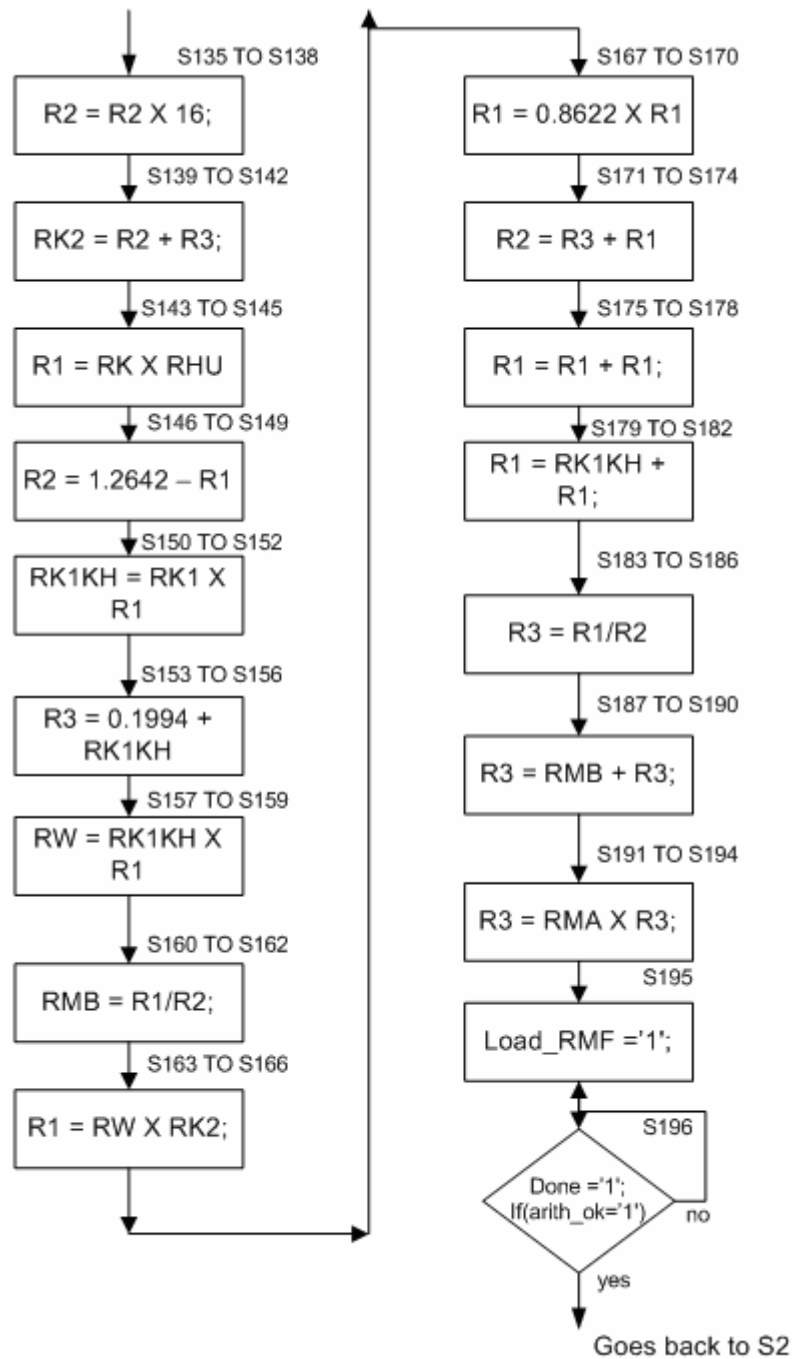 S135 TO S138
R2 = R2 X 16;
S139 TO S142
RK2 = R2 + R3;
S143 TO S145
R1 = RK X RHU
S146 TO S149
R2 = 1.2642 – R1
S150 TO S152
RK1KH = RK1 X
R1
S153 TO S156
R3 = 0.1994 +
RK1KH
S157 TO S159
RW = RK1KH X
R1
S160 TO S162
RMB = R1/R2;
S163 TO S166
R1 = RW X RK2;
S167 TO S170
R1 = 0.8622 X R1
S171 TO S174
R2 = R3 + R1
S175 TO S178
R1 = R1 + R1;
S179 TO S182
R1 = RK1KH +
R1;
S183 TO S186
R3 = R1/R2
S187 TO S190
R3 = RMB + R3;
S191 TO S194
R3 = RMA X R3;
S195
Load_RMF ='1';
S196
Done ='1';
If(arith_ok='1')
no
yes
Goes back to S2